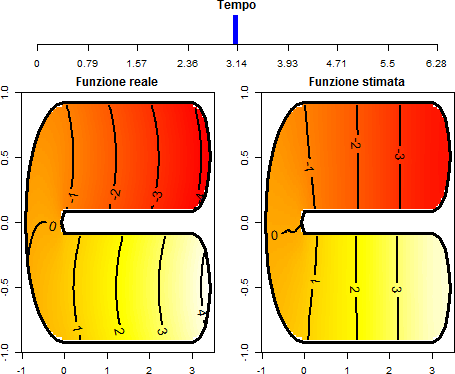 Tempo
0 0.79 1.57 2.36 3.14 3.93 4.71 5.5 6.28
Funzione reale Funzione stimata
1.0 1.0
0.5 0.5
0.0 0.0
-0.5 -0.5
-1.0 -1.0
-1 -2 -3 -1 -2 -3
0 0
1 2 3 4 1 2 3
-1 0 1 2 3 -1 0 1 2 3